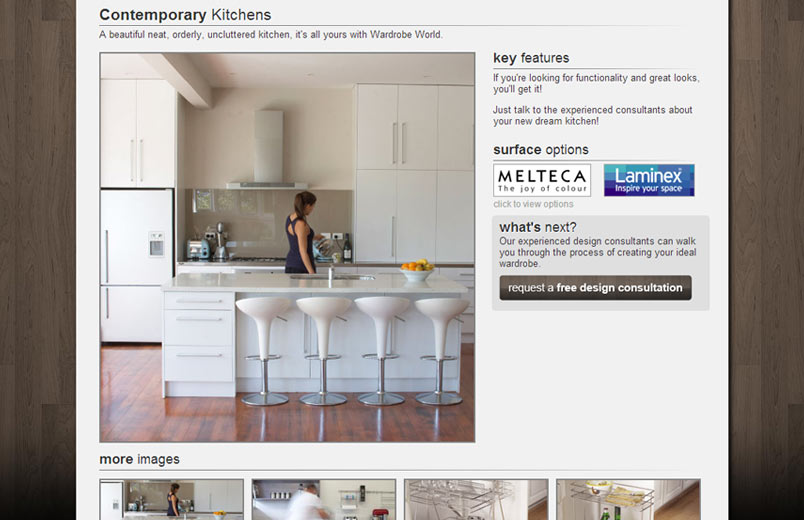 Contemporary Kitchens
A beautiful neat, orderly, uncluttered kitchen, it's all yours with Wardrobe World.
key features
If you're looking for functionality and great looks,
you'll get it!
Just talk to the experienced consultants about
your new dream kitchen!
surface options
MELTECA
The joy of colour
Laminex
Inspire your space
click to view options
what's next?
Our experienced design consultants can walk
you through the process of creating your ideal
wardrobe.
request a free design consultation
more images